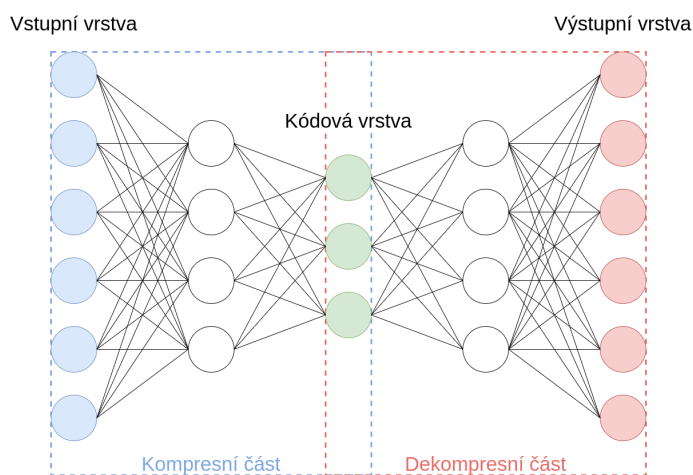 Vstupní vrstva
Výstupní vrstva
Kódová vrstva
Kompresní část
Dekompresní část